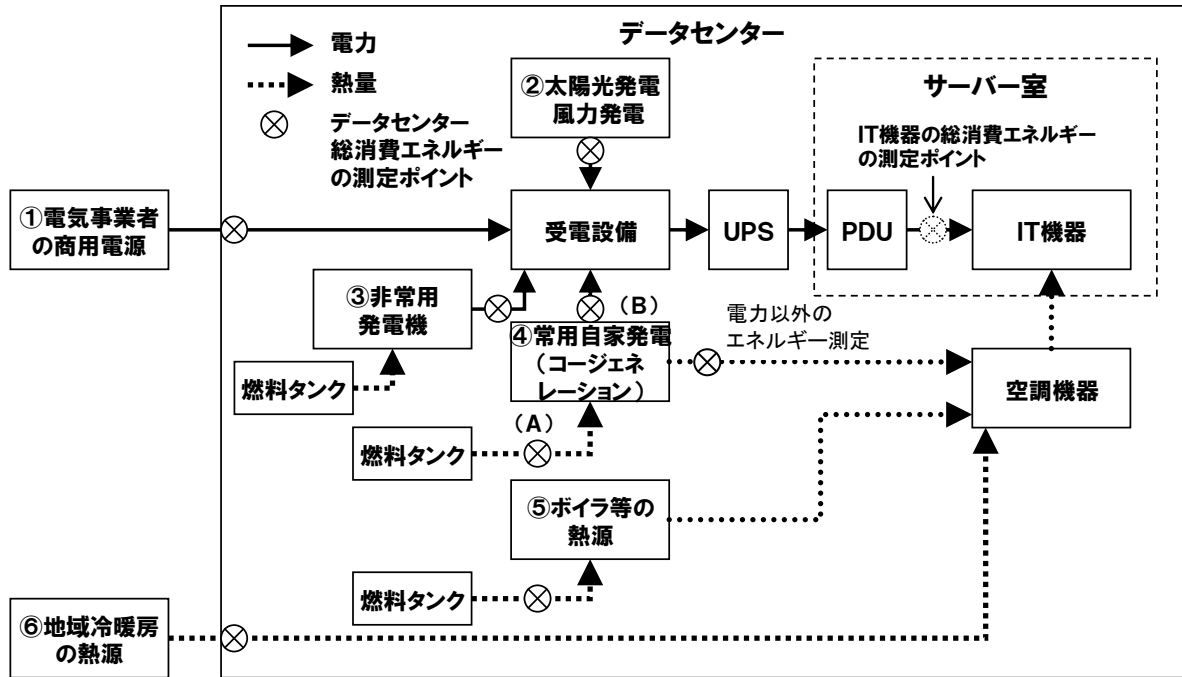 データセンター
電力
熱量
データセンター
総消費エネルギー
の測定ポイント
②太陽光発電
風力発電
サーバー室
IT機器の総消費エネルギー
の測定ポイント
①電気事業者
の商用電源
受電設備
UPS
PDU
IT機器
③非常用
発電機
(B)
④常用自家発電
(コージェネ
レーション)
電力以外の
エネルギー測定
燃料タンク
空調機器
(A)
燃料タンク
⑤ボイラ等の
熱源
燃料タンク
⑥地域冷暖房
の熱源